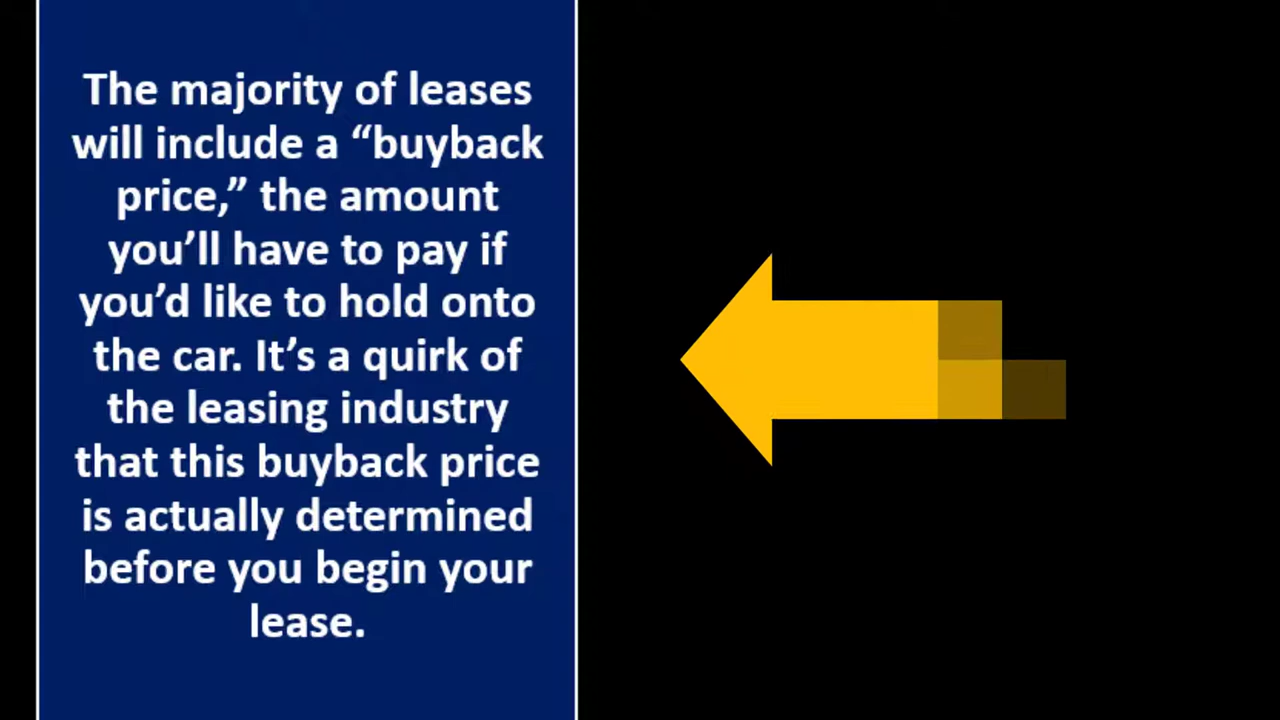 The majority of leases
will include a “buyback
price,” the amount
you’ll have to pay if
you’d like to hold onto
the car. It’s a quirk of
the leasing industry
that this buyback price
is actually determined
before you begin your
lease.